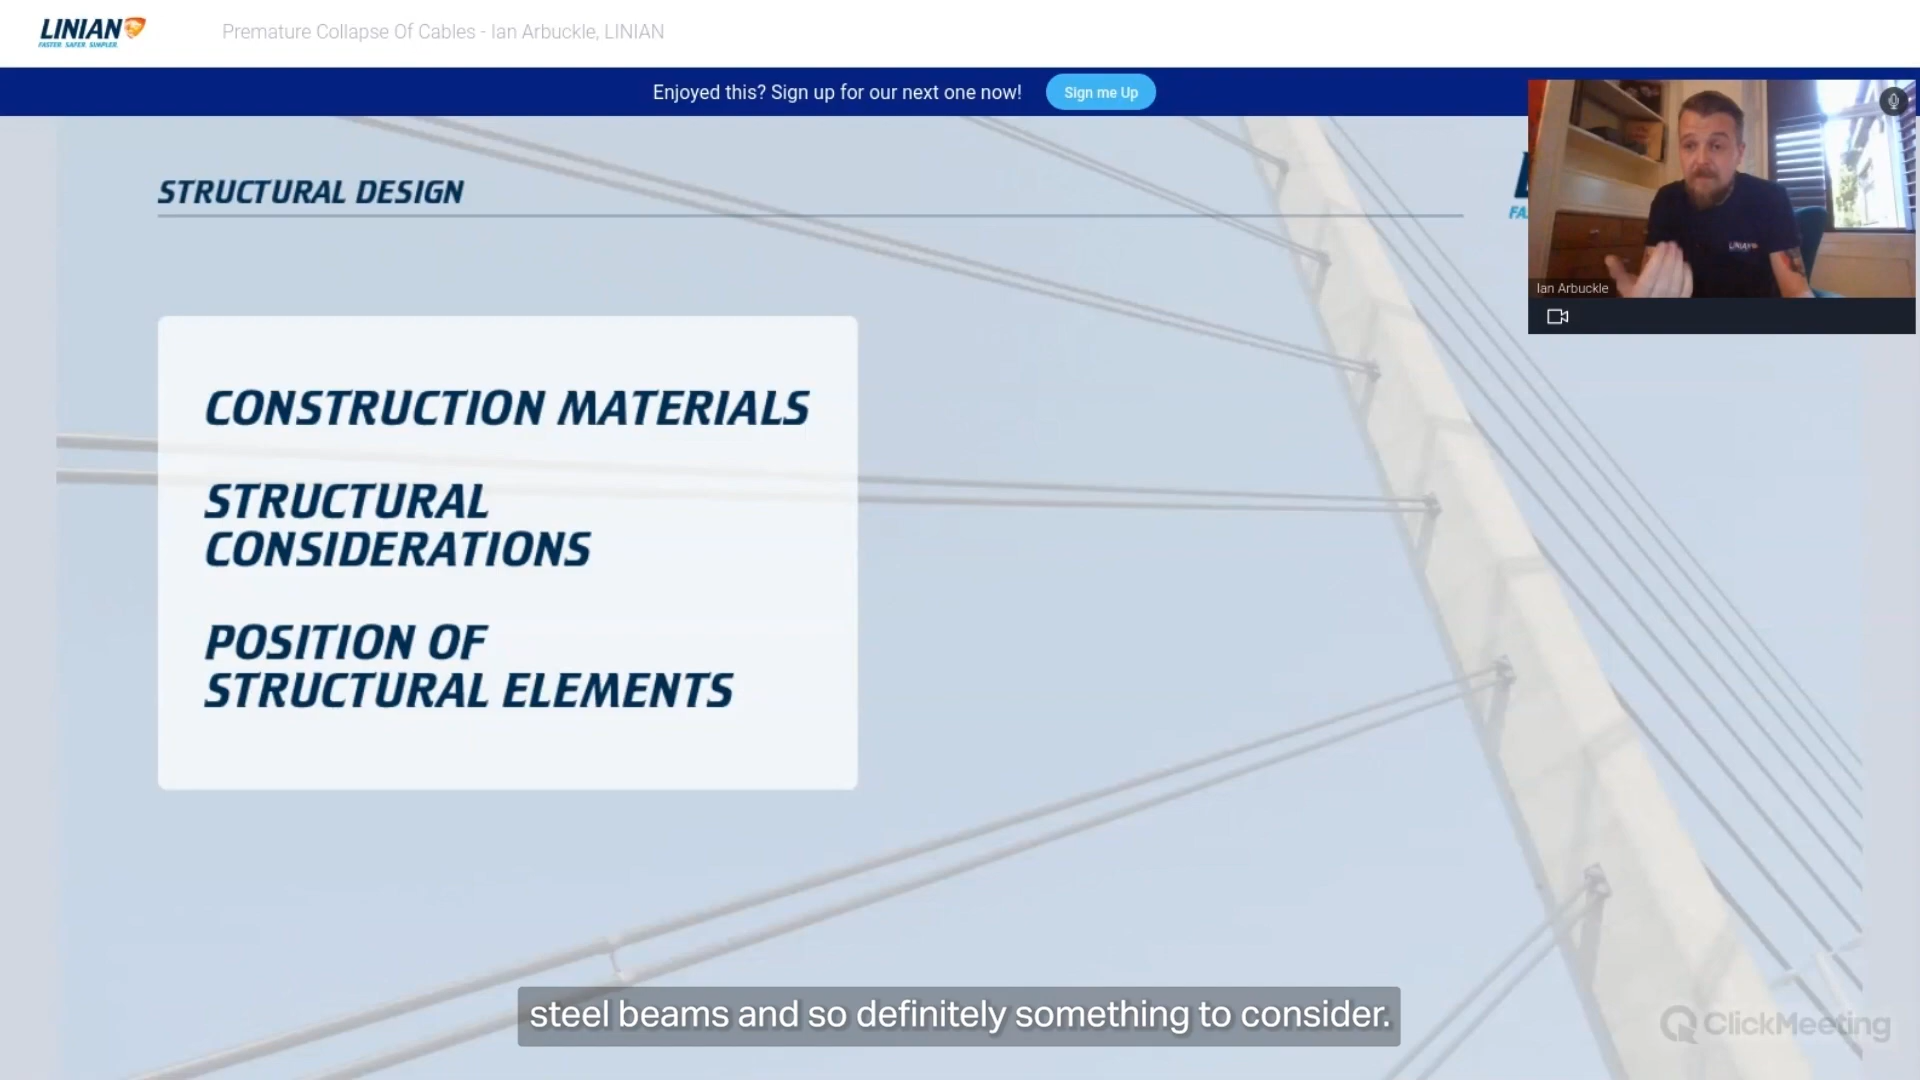 LINIAN
FASTER. SAFER. SIMPLER.
Premature Collapse Of Cables - Ian Arbuckle, LINIAN
Enjoyed this? Sign up for our next one now!
Sign me Up
STRUCTURAL DESIGN
LINIAN
Ian Arbuckle
CONSTRUCTION MATERIALS
STRUCTURAL
CONSIDERATIONS
POSITION OF
STRUCTURAL ELEMENTS
steel beams and so definitely something to consider.
ClickMeeting